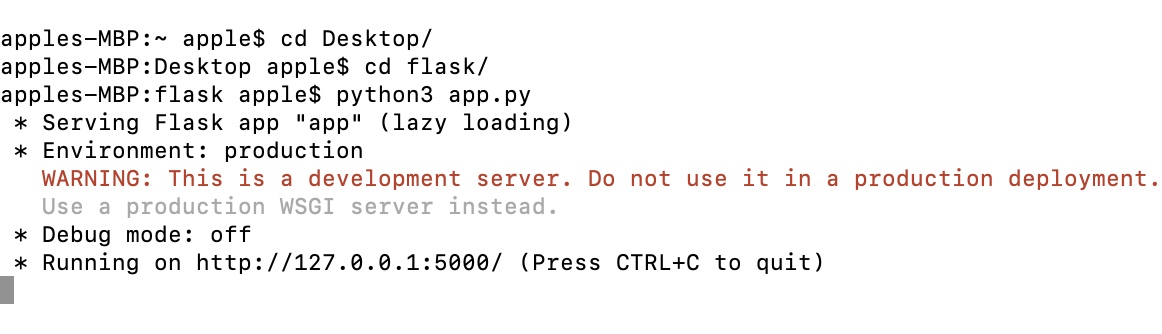 apples-MBP:~ apple$ cd Desktop/
apples-MBP:Desktop apple$ cd flask/
apples-MBP:flask apple$ python3 app.py
 * Serving Flask app "app" (lazy loading)
 * Environment: production
   WARNING: This is a development server. Do not use it in a production deployment.
   Use a production WSGI server instead.
 * Debug mode: off
 * Running on http://127.0.0.1:5000/ (Press CTRL+C to quit)